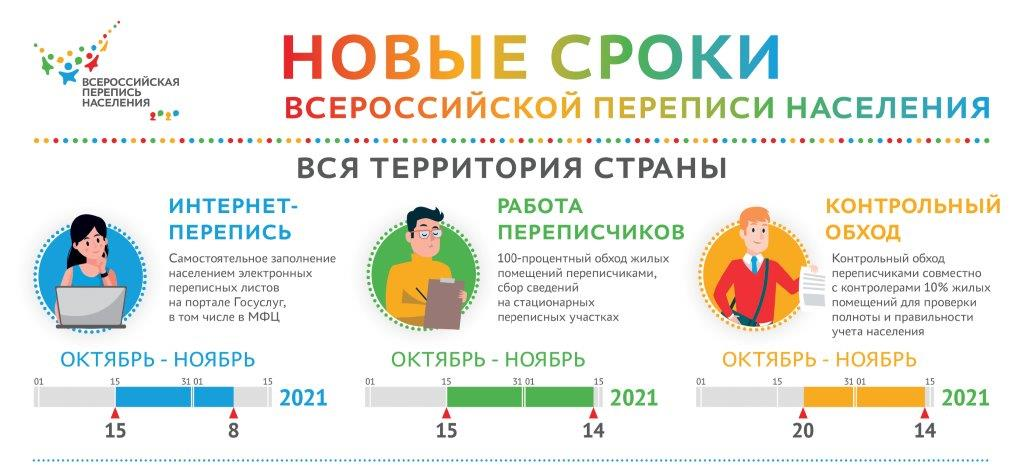 ВСЕРОССИЙСКАЯ
ПЕРЕПИСЬ
НАСЕЛЕНИЯ
НОВЫЕ СРОКИ
ВСЕРОССИЙСКОЙ ПЕРЕПИСИ НАСЕЛЕНИЯ
ВСЯ ТЕРРИТОРИЯ СТРАНЫ
ИНТЕРНЕТ-
ПЕРЕПИСЬ
Самостоятельное заполнение
населением электронных
переписных листов
на портале Госуслуг,
в том числе в МФЦ
ОКТЯБРЬ - НОЯБРЬ
01 15 31 01 15
2021
15 8
РАБОТА
ПЕРЕПИСЧИКОВ
100-процентный обход жилых
помещений переписчиками,
сбор сведений
на стационарных
переписных участках
ОКТЯБРЬ - НОЯБРЬ
01 15 31 01 15
2021
15 14
КОНТРОЛЬНЫЙ
ОБХОД
Контрольный обход
переписчиками совместно
с контролерами 10% жилых
помещений для проверки
полноты и правильности
учета населения
ОКТЯБРЬ - НОЯБРЬ
01 15 31 01 15
2021
20 14